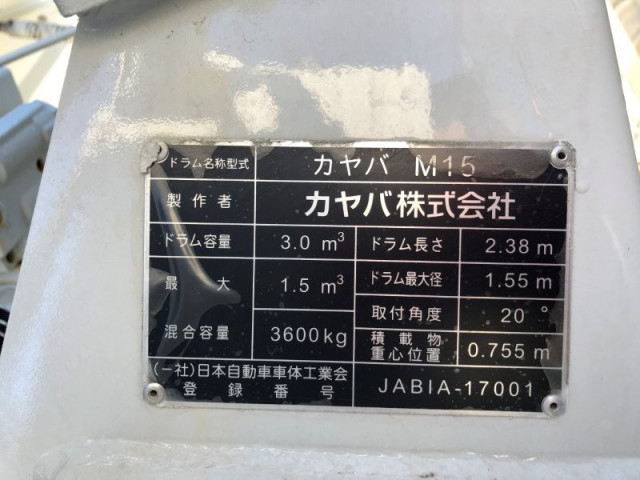 ドラム名称型式 カヤバ M15
製作者 カヤバ株式会社
ドラム容量 3.0 m³ ドラム長さ 2.38 m
最大 1.5 m³ ドラム最大径 1.55 m
混合容量 3600kg 取付角度 20°
積載物
重心位置 0.755 m
(一社)日本自動車車体工業会
登録番号 JABIA-17001